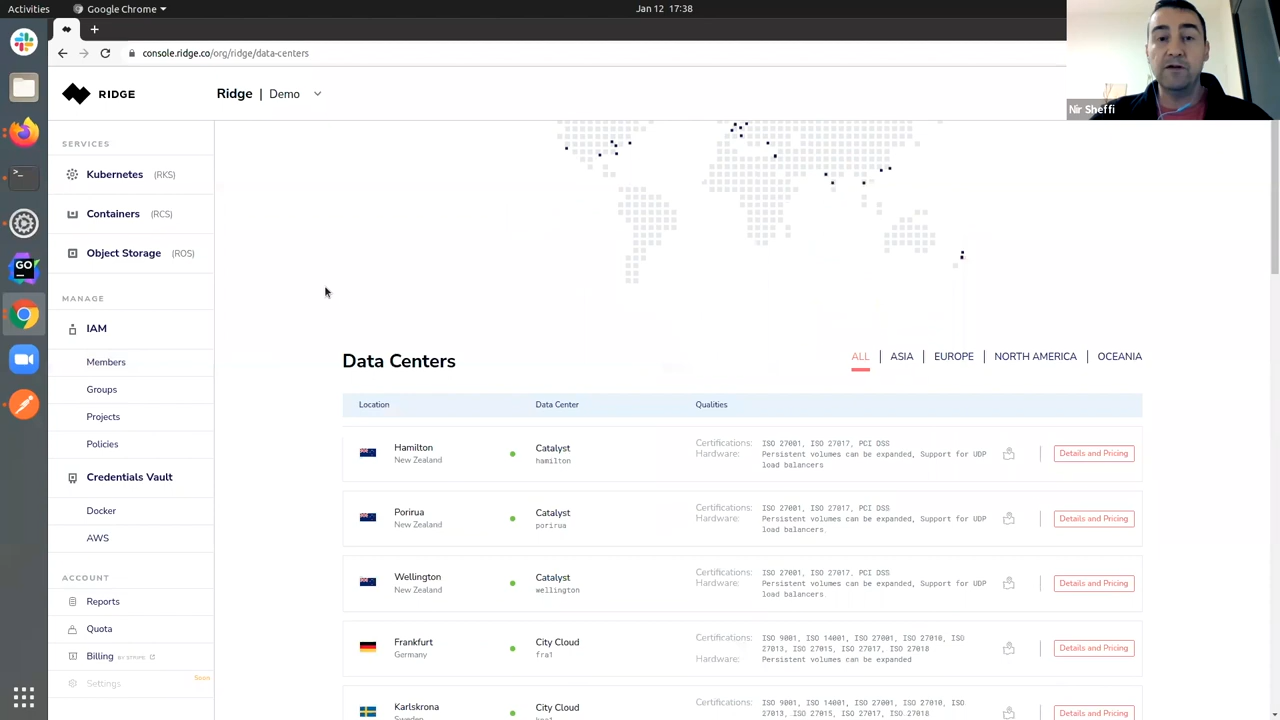 Activities
Google Chrome
Jan 12 17:38
console.ridge.co/org/ridge/data-centers
RIDGE
Ridge | Demo
Nir Sheffi
SERVICES
Kubernetes (RKS)
Containers (RCS)
Object Storage (ROS)
MANAGE
IAM
Members
Groups
Projects
Policies
Credentials Vault
Docker
AWS
ACCOUNT
Reports
Quota
Billing BY STRIPE
Settings
Soon
Data Centers
ALL | ASIA | EUROPE | NORTH AMERICA | OCEANIA
Location Data Center Qualities
Hamilton
New Zealand
Catalyst
hamilton
Certifications: ISO 27001, ISO 27017, PCI DSS
Hardware: Persistent volumes can be expanded, Support for UDP
load balancers
Details and Pricing
Porirua
New Zealand
Catalyst
porirua
Certifications: ISO 27001, ISO 27017, PCI DSS
Hardware: Persistent volumes can be expanded, Support for UDP
load balancers
Details and Pricing
Wellington
New Zealand
Catalyst
wellington
Certifications: ISO 27001, ISO 27017, PCI DSS
Hardware: Persistent volumes can be expanded, Support for UDP
load balancers
Details and Pricing
Frankfurt
Germany
City Cloud
fra1
Certifications: ISO 9001, ISO 14001, ISO 27001, ISO 27010, ISO
27013, ISO 27015, ISO 27017, ISO 27018
Hardware: Persistent volumes can be expanded
Details and Pricing
Karlskrona
City Cloud
Certifications: ISO 9001, ISO 14001, ISO 27001, ISO 27010, ISO
27013, ISO 27015, ISO 27017, ISO 27018
Details and Pricing
GO